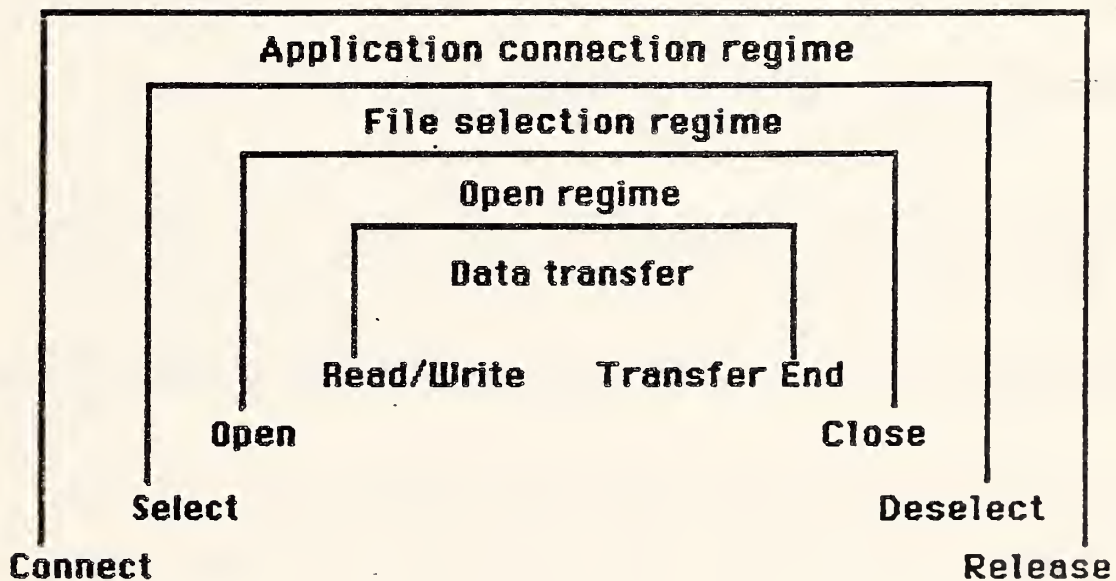 Application connection regime
File selection regime
Open regime
Data transfer
Read/Write Transfer End
Open Close
Select Deselect
Connect Release